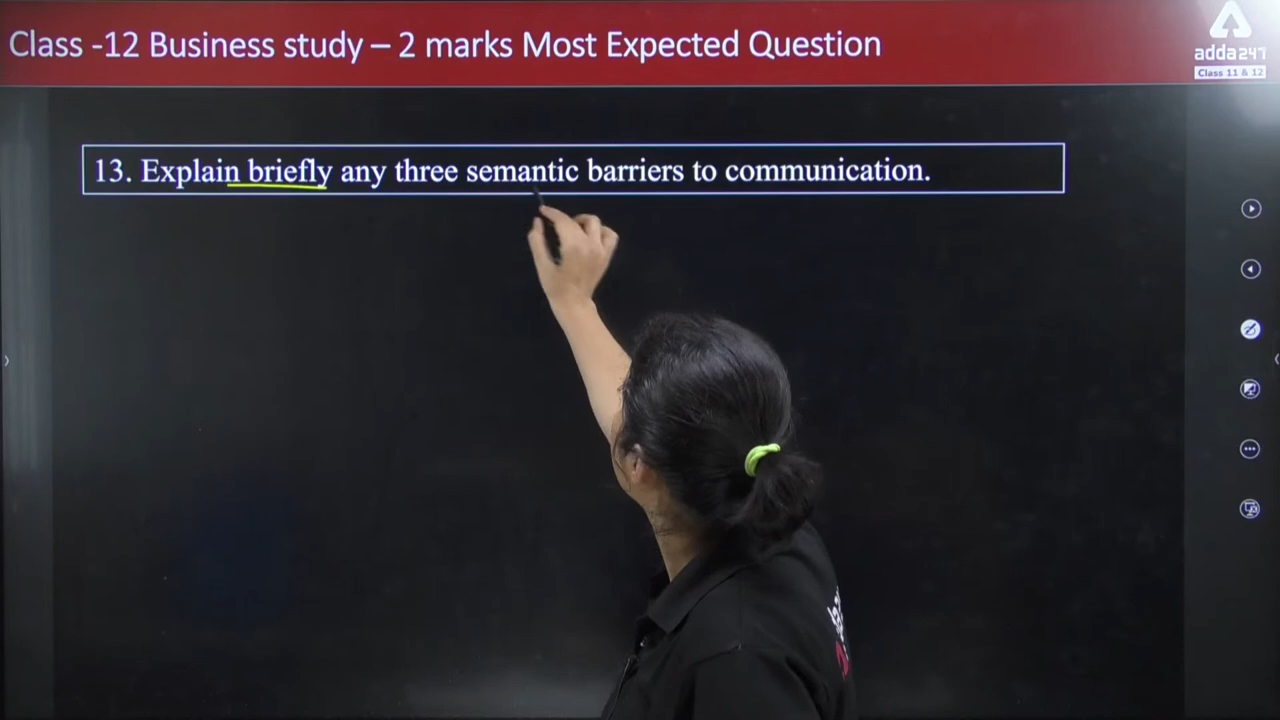 Class -12 Business study – 2 marks Most Expected Question
adda247
Class 11 & 12
13. Explain briefly any three semantic barriers to communication.